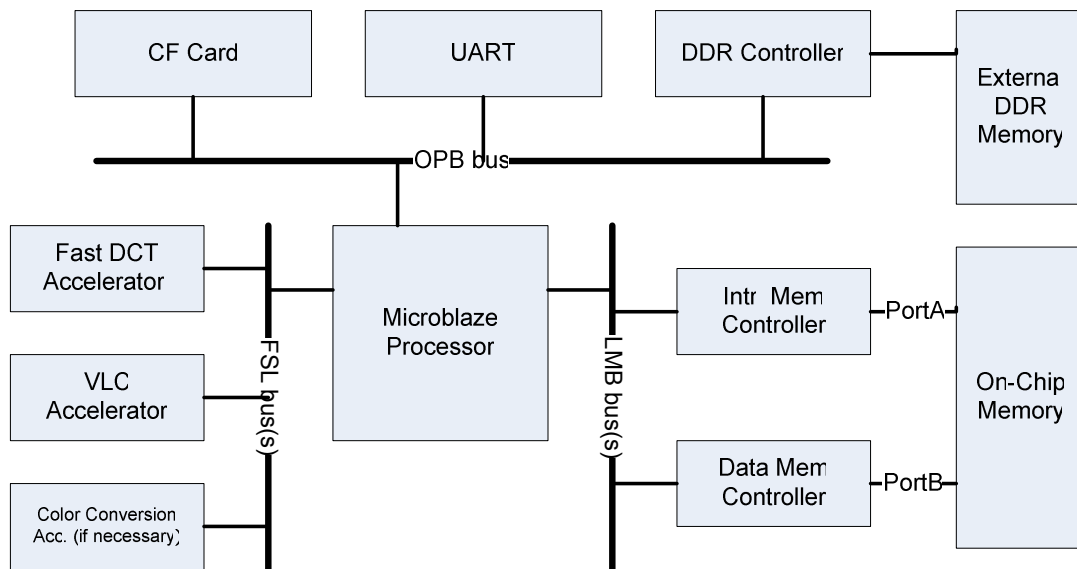 CF Card
UART
DDR Controller
Externa
DDR
Memory
OPB bus
Fast DCT
Accelerator
Microblaze
Processor
Intr Mem
Controller
PortA
On-Chip
Memory
VLC
Accelerator
FSL bus(s)
LMB bus(s)
Data Mem
Controller
PortB
Color Conversion
Acc. (if necessary)